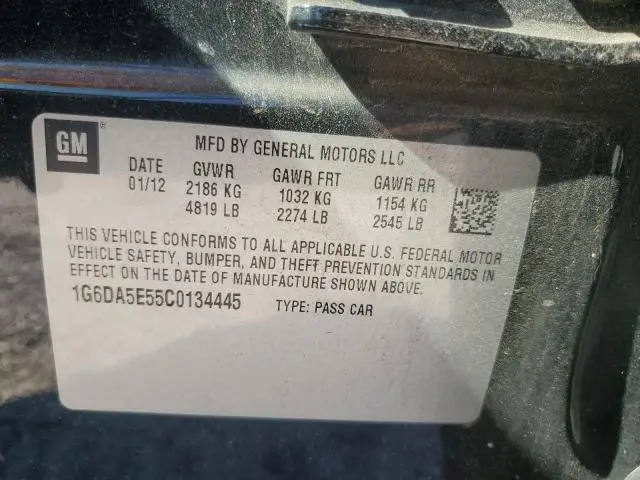 GM
MFD BY GENERAL MOTORS LLC
DATE GVWR GAWR FRT GAWR RR
01/12 2186 KG 1032 KG 1154 KG
4819 LB 2274 LB 2545 LB
THIS VEHICLE CONFORMS TO ALL APPLICABLE U.S. FEDERAL MOTOR
VEHICLE SAFETY, BUMPER, AND THEFT PREVENTION STANDARDS IN
EFFECT ON THE DATE OF MANUFACTURE SHOWN ABOVE.
1G6DA5E55C0134445 TYPE: PASS CAR